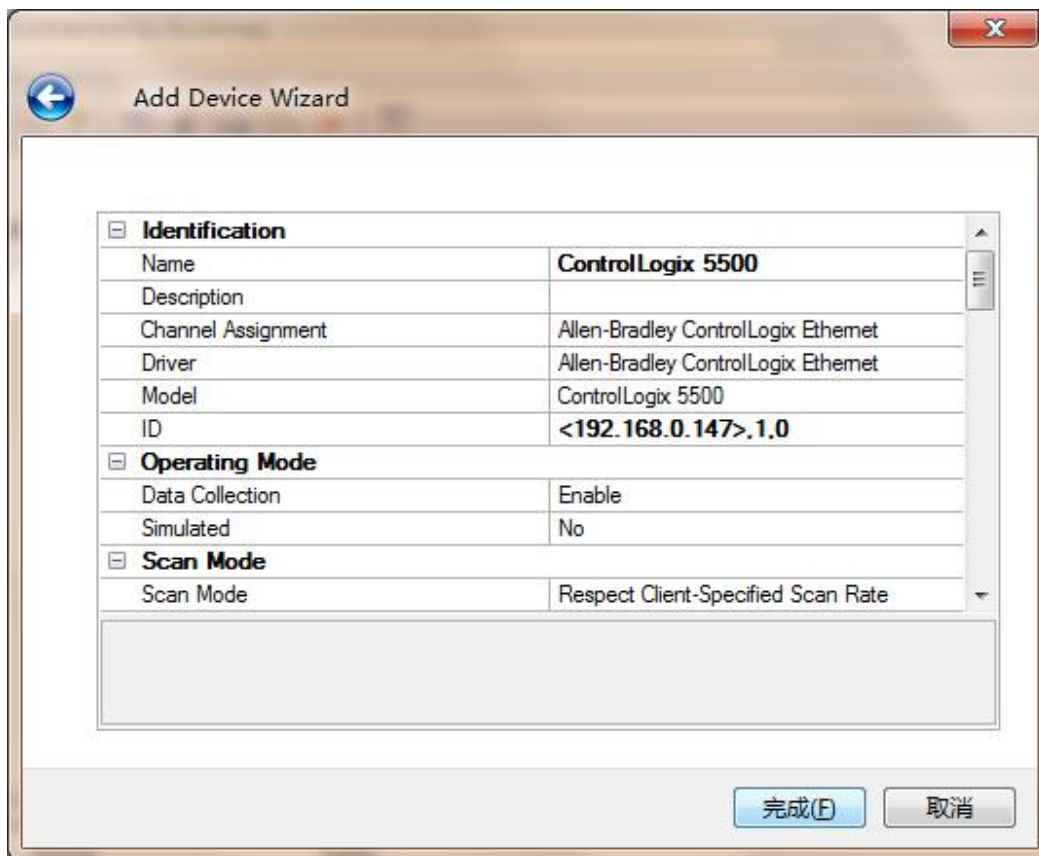 Add Device Wizard
Identification
Name ControlLogix 5500
Description
Channel Assignment Allen-Bradley ControlLogix Ethernet
Driver Allen-Bradley ControlLogix Ethernet
Model ControlLogix 5500
ID <192.168.0.147>,1,0
Operating Mode
Data Collection Enable
Simulated No
Scan Mode
Scan Mode Respect Client-Specified Scan Rate
完成(F) 取消